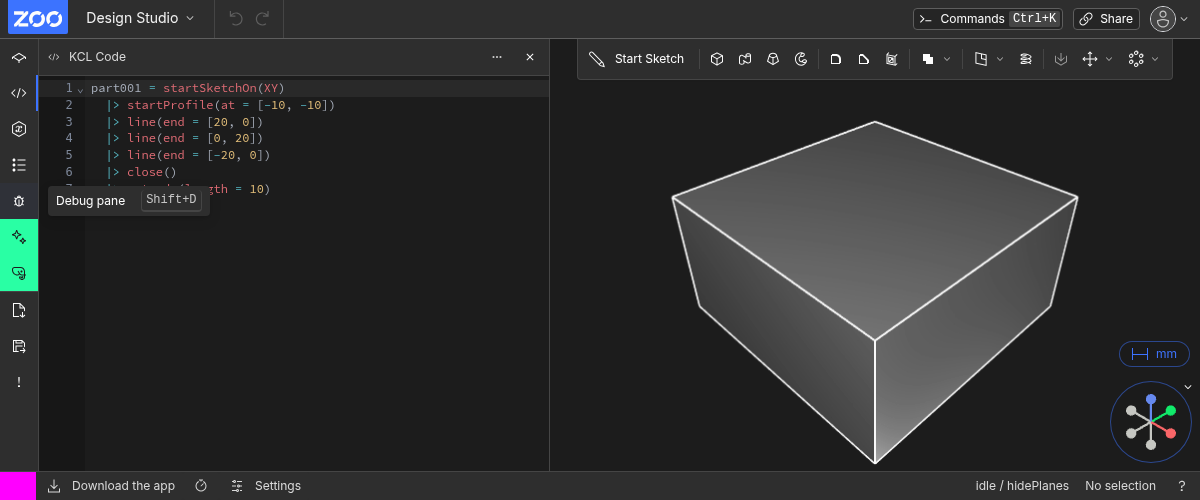 ZOO Design Studio Commands Ctrl+K Share
KCL Code
Start Sketch
1 part001 = startSketchOn(XY)
2 |> startProfile(at = [-10, -10])
3 |> line(end = [20, 0])
4 |> line(end = [0, 20])
5 |> line(end = [-20, 0])
6 |> close()
gth = 10)
Debug pane Shift+D
mm
Download the app Settings idle / hidePlanes No selection ?